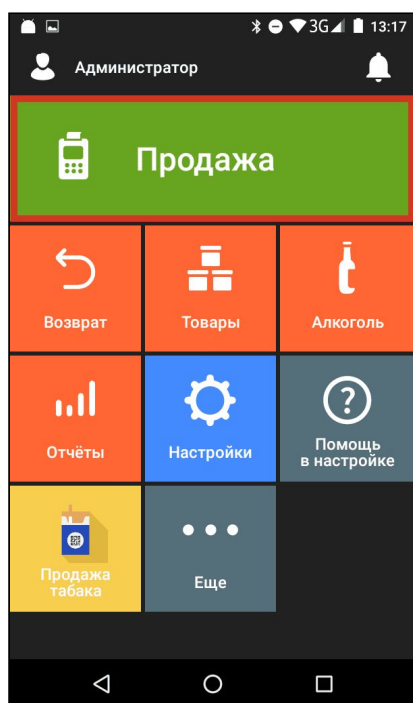 3G 13:17
Администратор
Продажа
Возврат
Товары
Алкоголь
Отчёты
Настройки
?
Помощь
в настройке
Продажа
табака
Еще